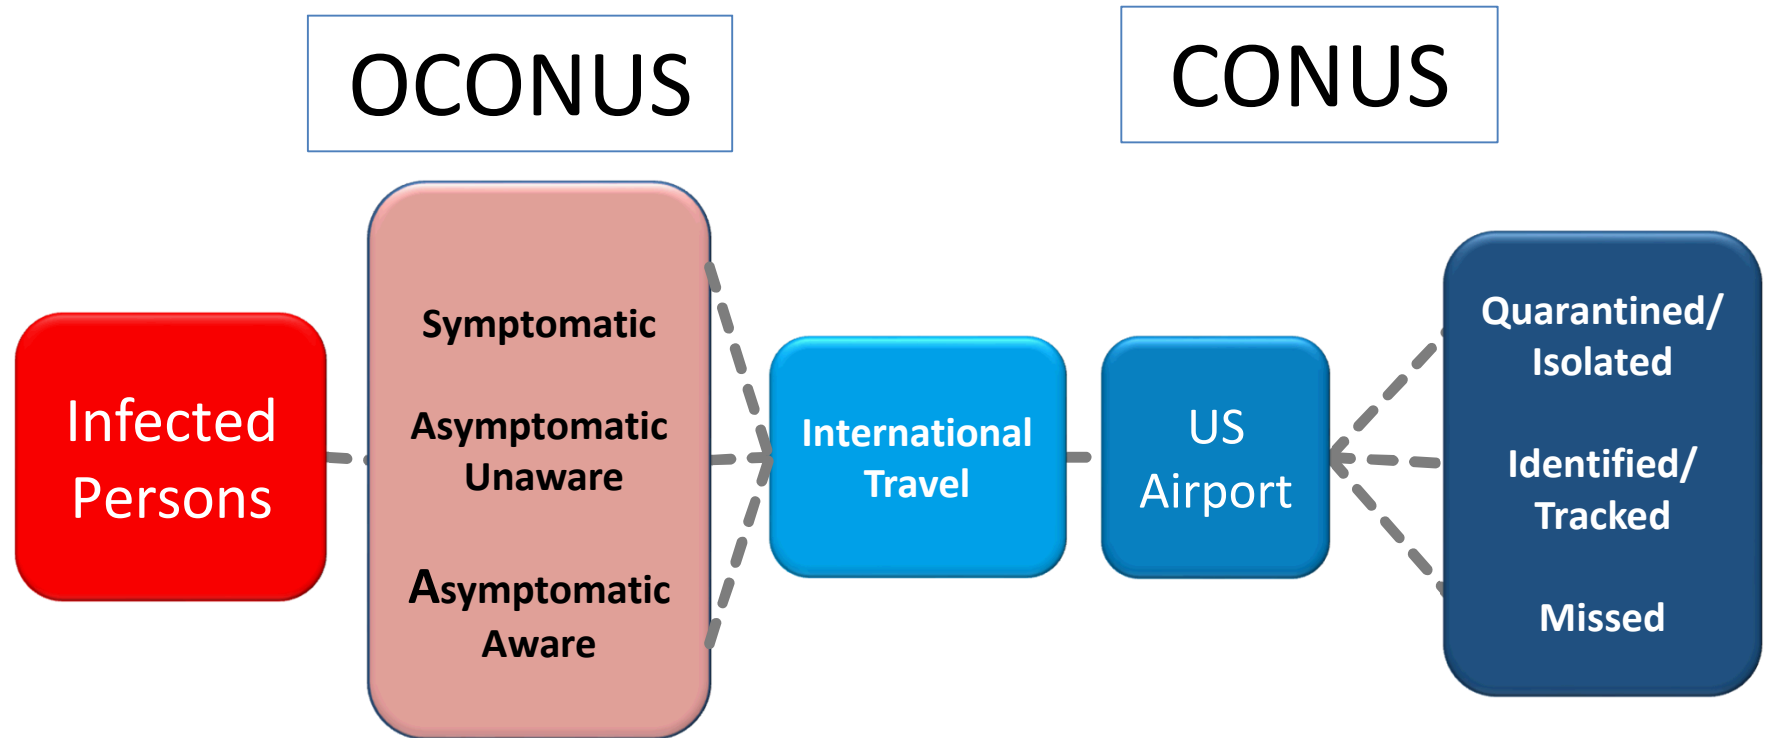 OCONUS
CONUS
Infected
Persons
Symptomatic
Asymptomatic
Unaware
Asymptomatic
Aware
International
Travel
US
Airport
Quarantined/
Isolated
Identified/
Tracked
Missed